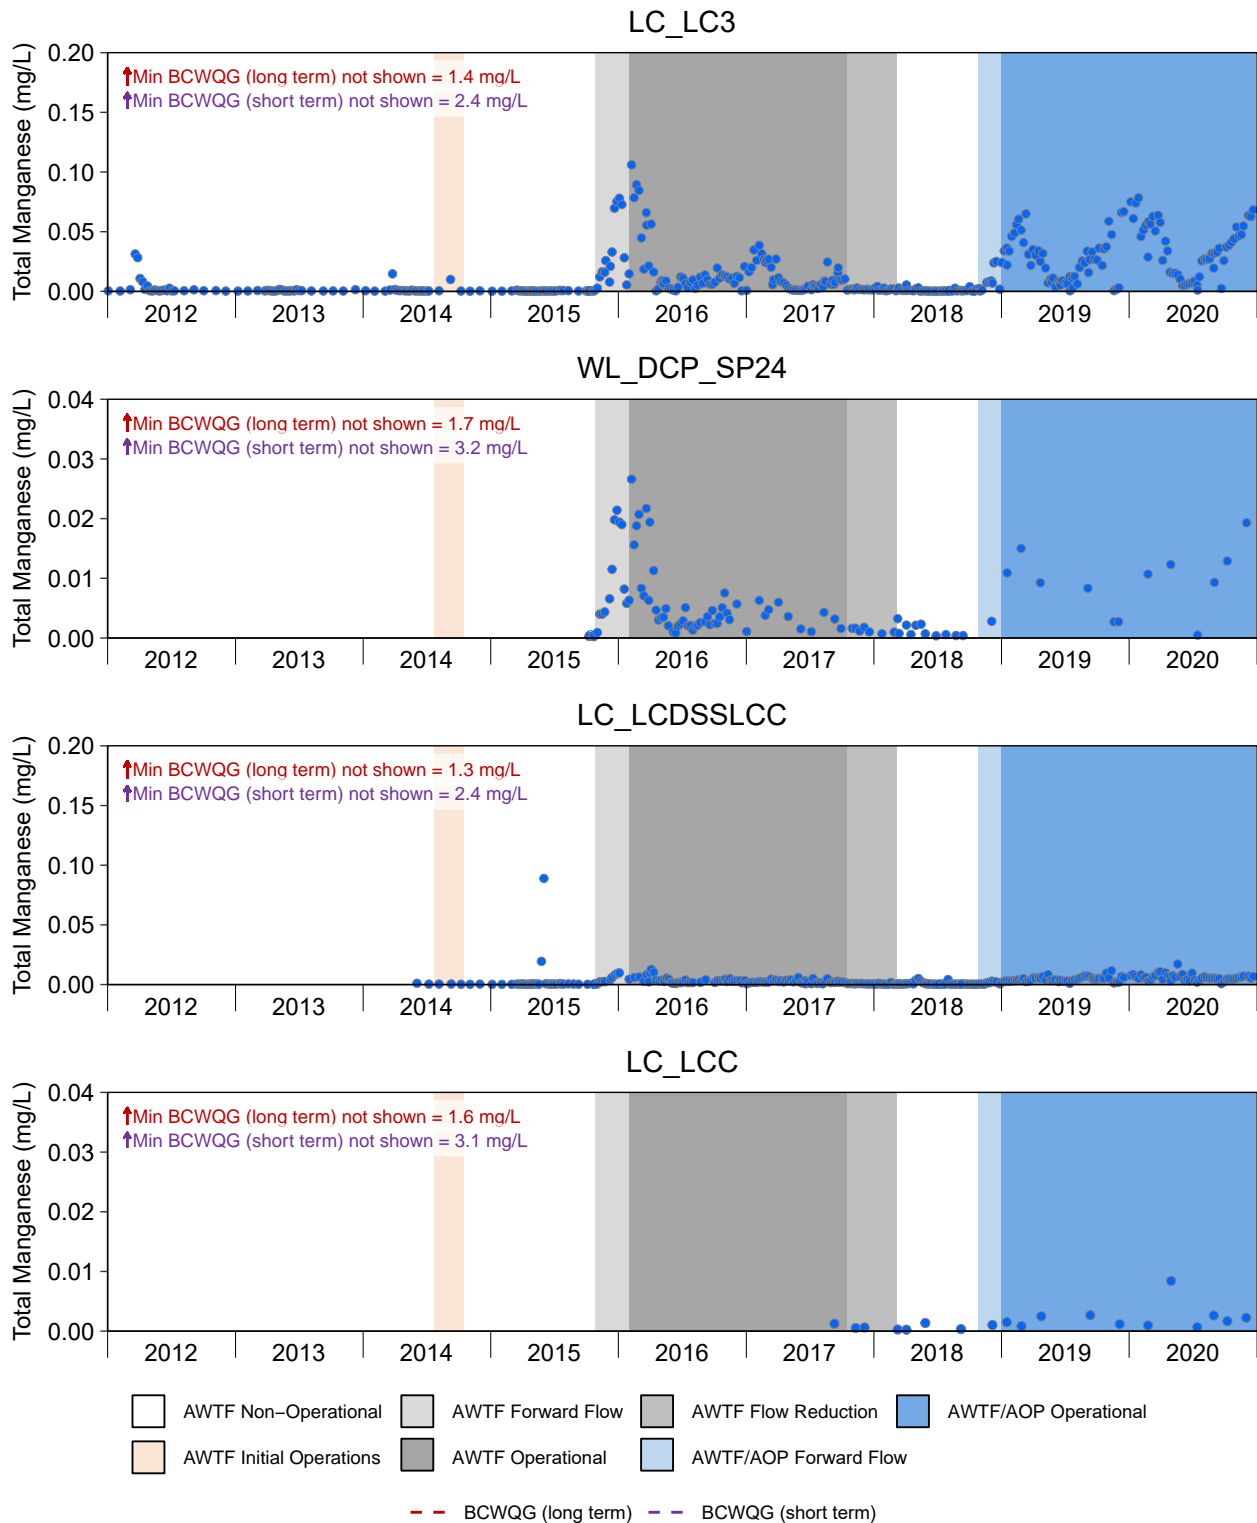 LC_LC3
Total Manganese (mg/L)
0.20
0.15
0.10
0.05
0.00
Min BCWQG (long term) not shown = 1.4 mg/L
Min BCWQG (short term) not shown = 2.4 mg/L
2012 2013 2014 2015 2016 2017 2018 2019 2020
WL_DCP_SP24
Total Manganese (mg/L)
0.04
0.03
0.02
0.01
0.00
Min BCWQG (long term) not shown = 1.7 mg/L
Min BCWQG (short term) not shown = 3.2 mg/L
2012 2013 2014 2015 2016 2017 2018 2019 2020
LC_LCDSSLCC
Total Manganese (mg/L)
0.20
0.15
0.10
0.05
0.00
Min BCWQG (long term) not shown = 1.3 mg/L
Min BCWQG (short term) not shown = 2.4 mg/L
2012 2013 2014 2015 2016 2017 2018 2019 2020
LC_LCC
Total Manganese (mg/L)
0.04
0.03
0.02
0.01
0.00
Min BCWQG (long term) not shown = 1.6 mg/L
Min BCWQG (short term) not shown = 3.1 mg/L
2012 2013 2014 2015 2016 2017 2018 2019 2020
AWTF Non−Operational AWTF Forward Flow AWTF Flow Reduction AWTF/AOP Operational
AWTF Initial Operations AWTF Operational AWTF/AOP Forward Flow
BCWQG (long term) BCWQG (short term)